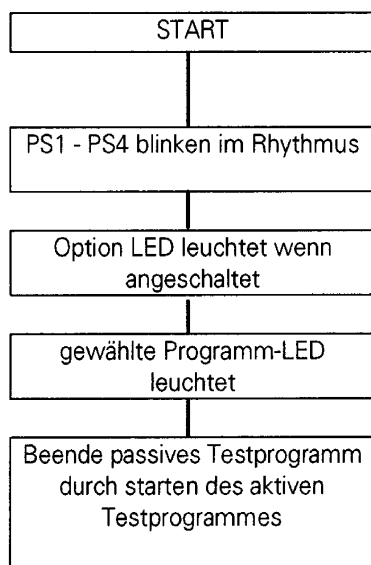 START
PS1 - PS4 blinken im Rhythmus
Option LED leuchtet wenn
angeschaltet
gewählte Programm-LED
leuchtet
Beende passives Testprogramm
durch starten des aktiven
Testprogrammes